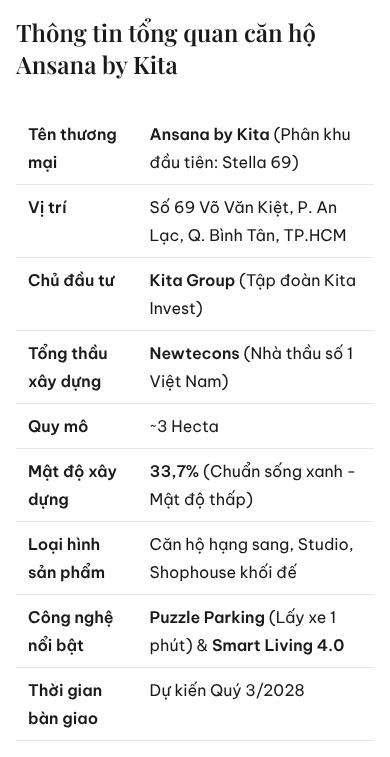 Thông tin tổng quan căn hộ
Ansana by Kita
Tên thương
mại
Ansana by Kita (Phân khu
đầu tiên: Stella 69)
Vị trí
Số 69 Võ Văn Kiệt, P. An
Lạc, Q. Bình Tân, TP.HCM
Chủ đầu tư
Kita Group (Tập đoàn Kita
Invest)
Tổng thầu
xây dựng
Newtecons (Nhà thầu số 1
Việt Nam)
Quy mô
~3 Hecta
Mật độ xây
dựng
33,7% (Chuẩn sống xanh -
Mật độ thấp)
Loại hình
sản phẩm
Căn hộ hạng sang, Studio,
Shophouse khối đế
Công nghệ
nổi bật
Puzzle Parking (Lấy xe 1
phút) & Smart Living 4.0
Thời gian
bàn giao
Dự kiến Quý 3/2028